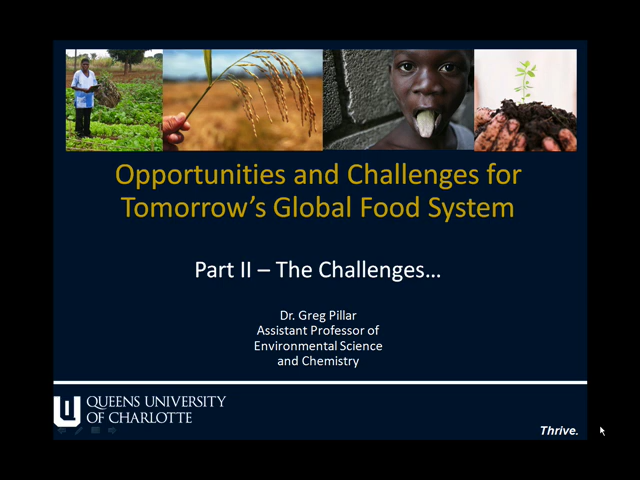 Opportunities and Challenges for
Tomorrow's Global Food System
Part II – The Challenges...
Dr. Greg Pillar
Assistant Professor of
Environmental Science
and Chemistry
QUEENS UNIVERSITY
OF CHARLOTTE
Thrive.